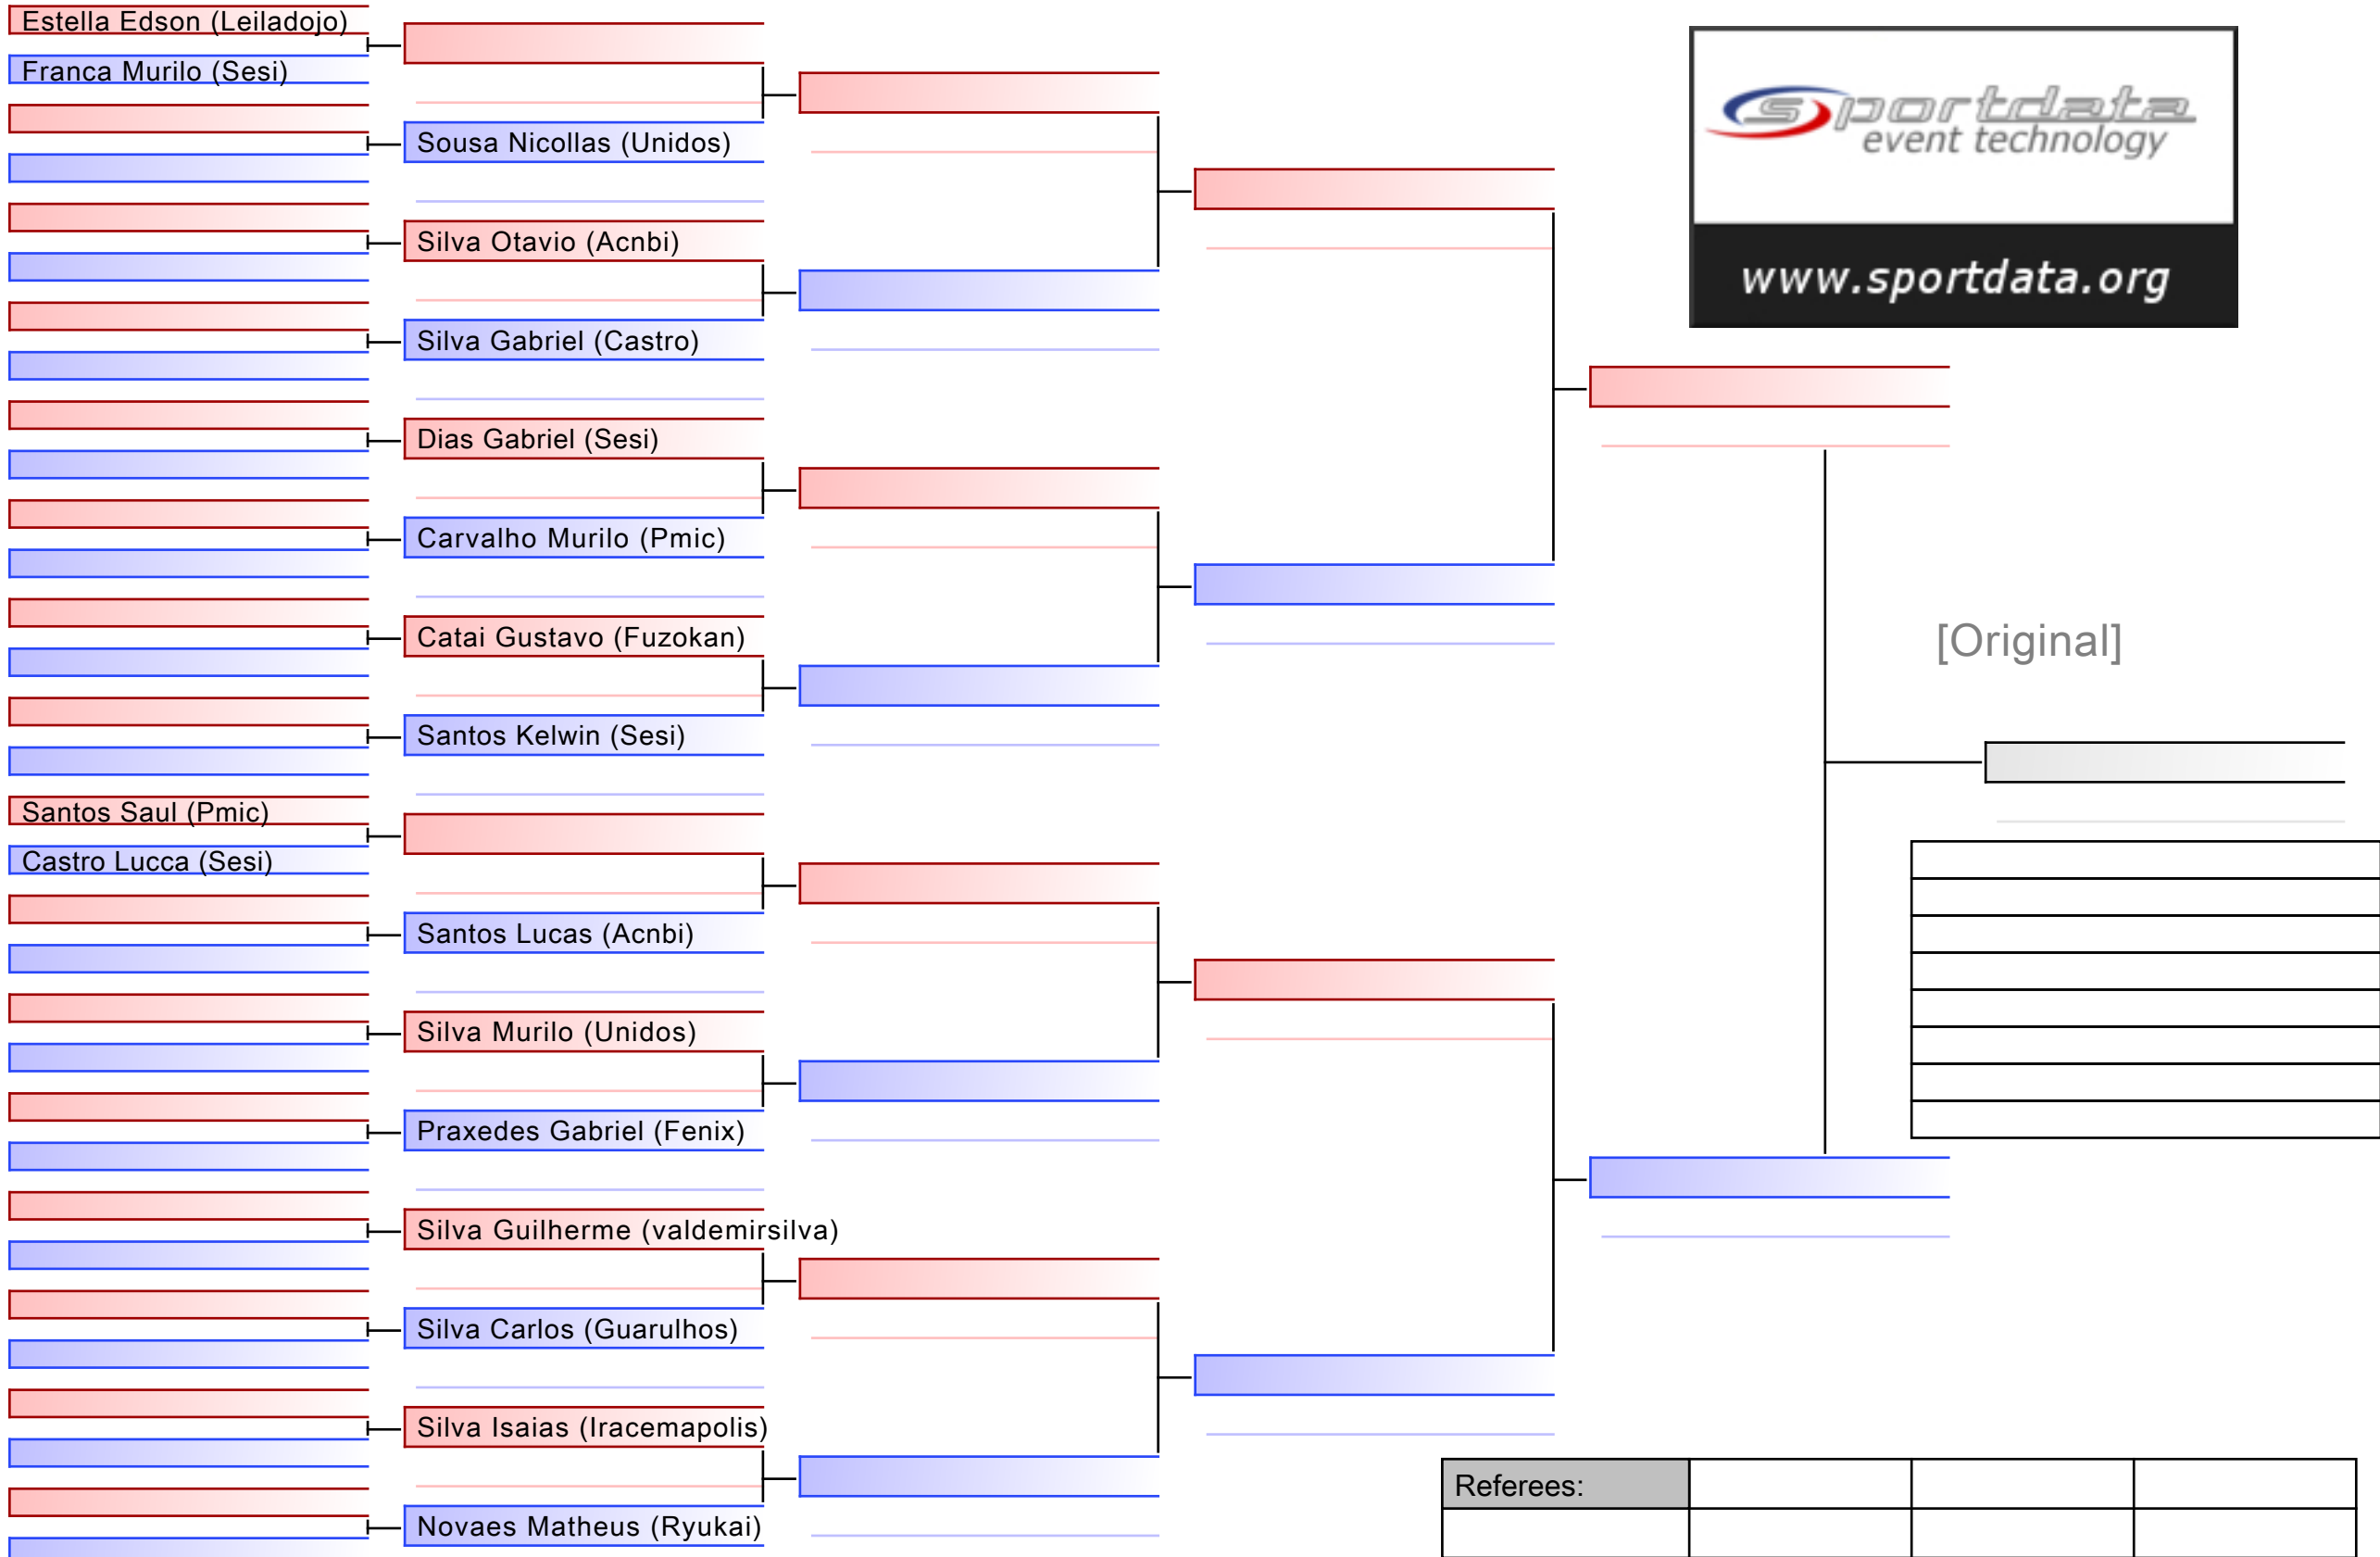 Estella Edson (Leiladojo)
Franca Murilo (Sesi)
Sousa Nicollas (Unidos)
Silva Otavio (Acnbi)
Silva Gabriel (Castro)
Dias Gabriel (Sesi)
Carvalho Murilo (Pmic)
Catai Gustavo (Fuzokan)
Santos Kelwin (Sesi)
Santos Saul (Pmic)
Castro Lucca (Sesi)
Santos Lucas (Acnbi)
Silva Murilo (Unidos)
Praxedes Gabriel (Fenix)
Silva Guilherme (valdemirsilva)
Silva Carlos (Guarulhos)
Silva Isaias (Iracemapolis)
Novaes Matheus (Ryukai)
sportdata
event technology
www.sportdata.org
[Original]
Referees: